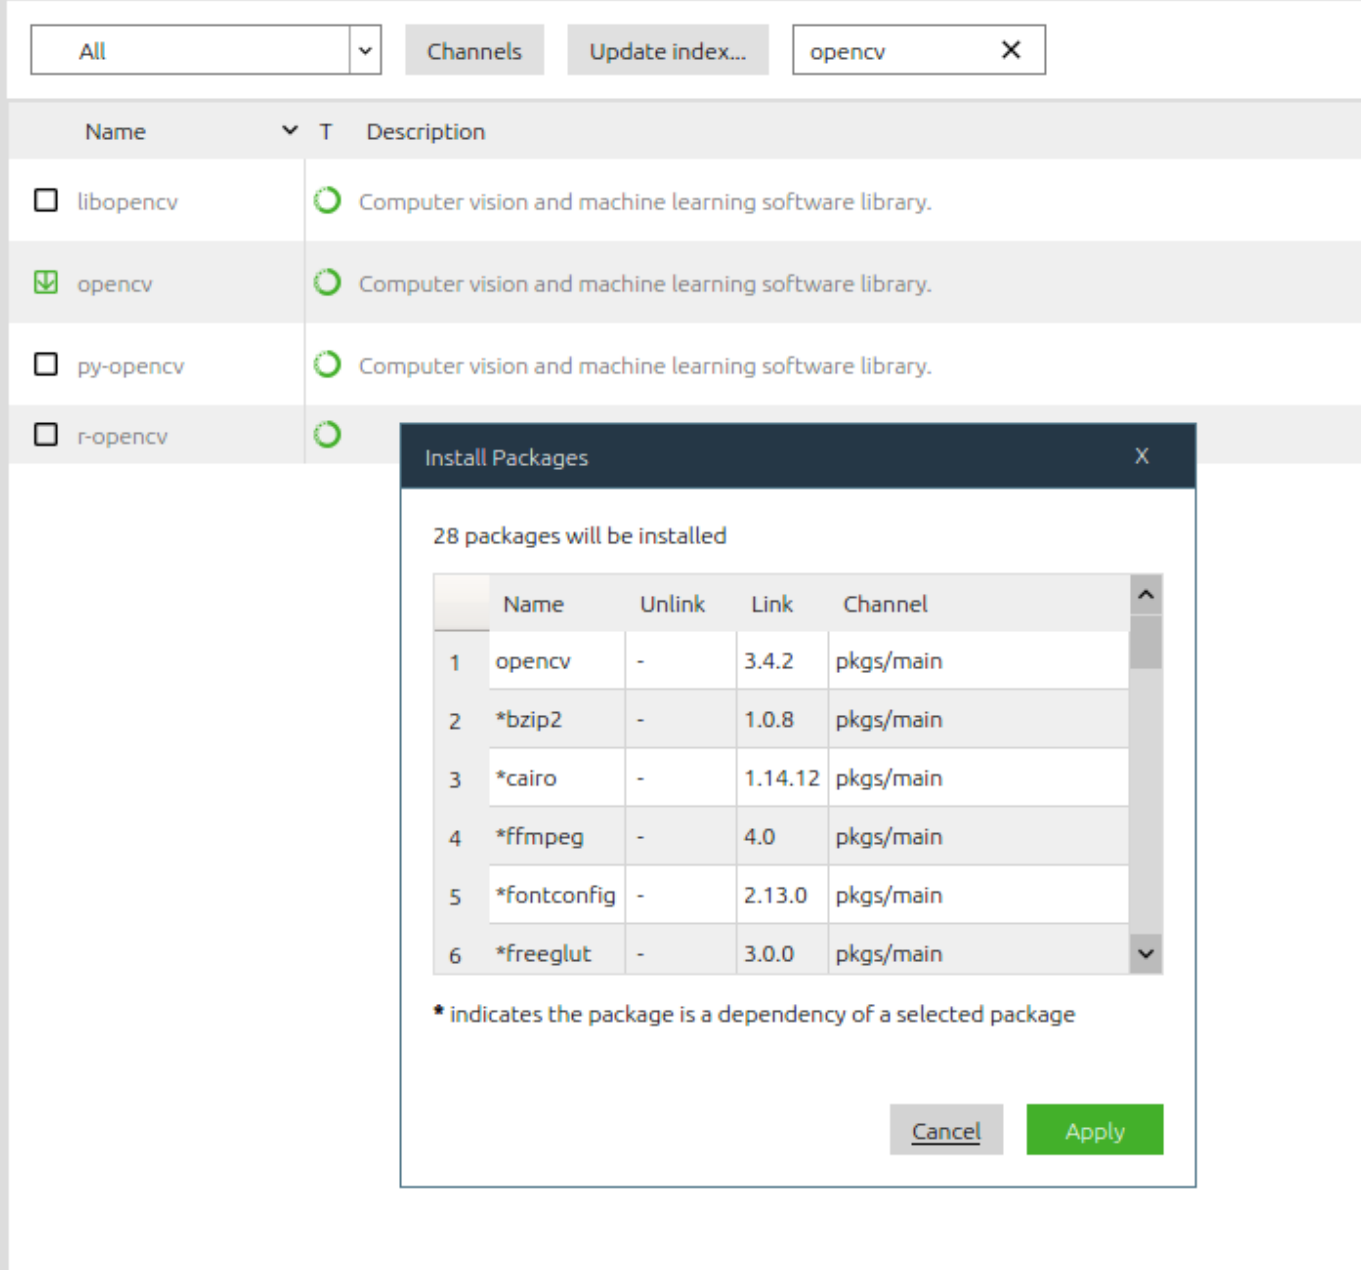 All Channels Update index... opencv X
Name T Description
libopencv Computer vision and machine learning software library.
opencv Computer vision and machine learning software library.
py-opencv Computer vision and machine learning software library.
r-opencv
Install Packages X
28 packages will be installed
Name Unlink Link Channel
1 opencv - 3.4.2 pkgs/main
2 *bzip2 - 1.0.8 pkgs/main
3 *cairo - 1.14.12 pkgs/main
4 *ffmpeg - 4.0 pkgs/main
5 *fontconfig - 2.13.0 pkgs/main
6 *freeglut - 3.0.0 pkgs/main
* indicates the package is a dependency of a selected package
Cancel Apply